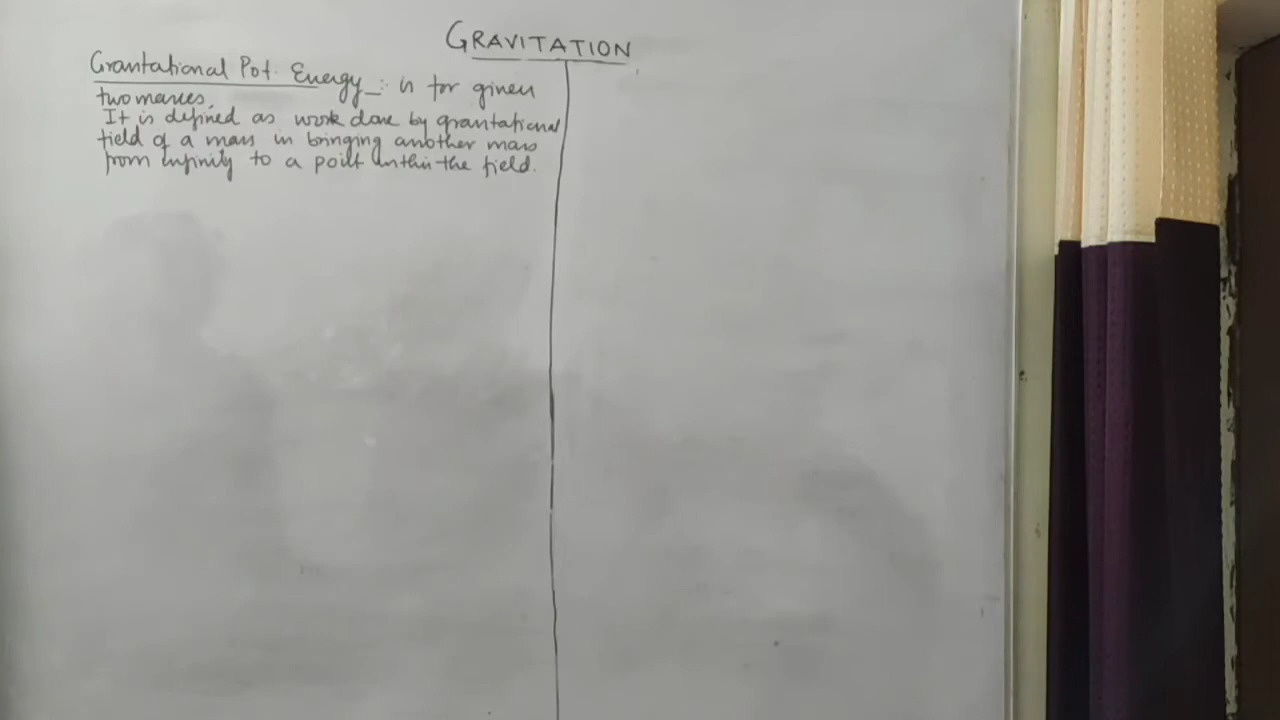 GRAVITATION
Gravitational Pot. Energy :- is for given
two masses.
It is defined as work done by gravitational
field of a mass in bringing another mass
from infinity to a point within the field.